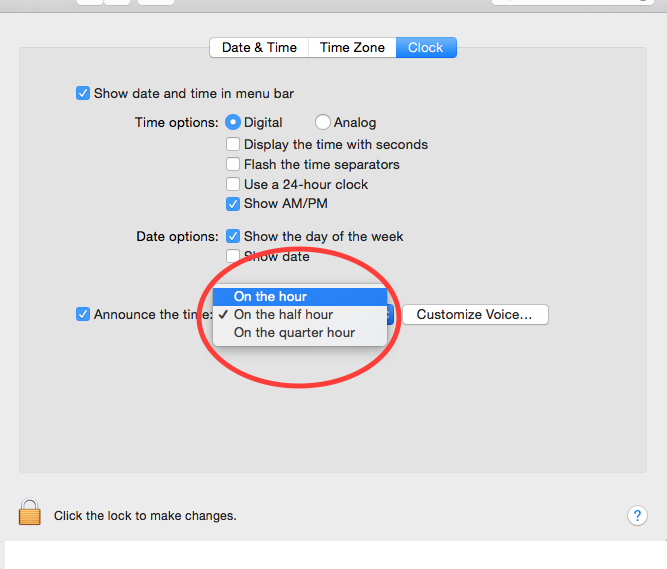 Date & Time Time Zone Clock
Show date and time in menu bar
Time options: Digital Analog
Display the time with seconds
Flash the time separators
Use a 24-hour clock
Show AM/PM
Date options: Show the day of the week
Show date
On the hour
Announce the time: On the half hour Customize Voice...
On the quarter hour
Click the lock to make changes. ?